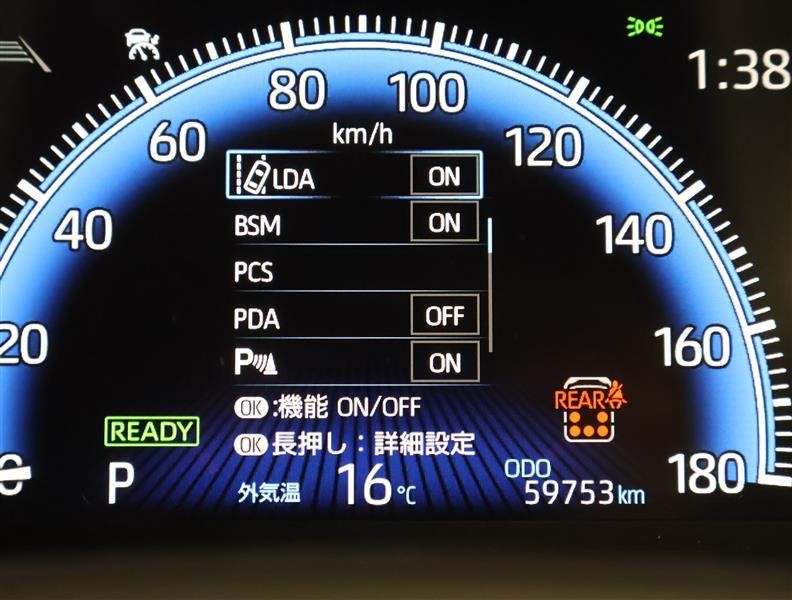 1:38
80
100
km/h
60
120
LDA ON
40
BSM ON
140
PCS
PDA OFF
20
160
P ON
REAR
OK:機能 ON/OFF
READY
OK長押し：詳細設定
0
P
外気温 16℃
ODO
59753km
180